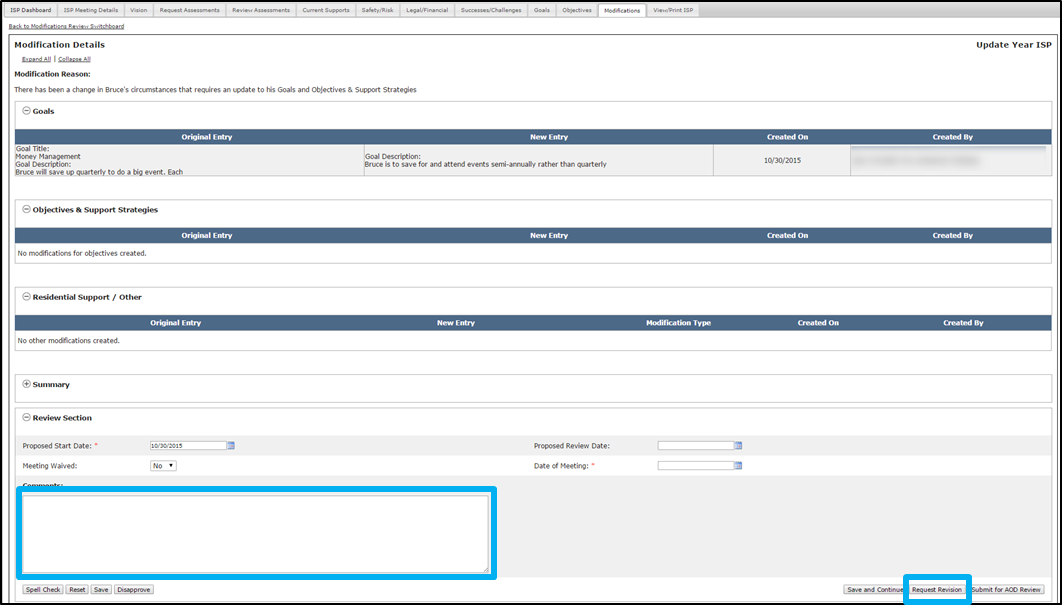 ISP Dashboard ISP Meeting Details Vision Request Assessments Review Assessments Current Supports Safety/Risk Legal/Financial Successes/Challenges Goals Objectives Modifications View/Print ISP
Back to Modifications Review Switchboard
Modification Details Update Year ISP
Expand All | Collapse All
Modification Reason:
There has been a change in Bruce's circumstances that requires an update to his Goals and Objectives & Support Strategies
Goals
Original Entry New Entry Created On Created By
Goal Title:
Money Management
Goal Description:
Bruce will save up quarterly to do a big event. Each
Goal Description:
Bruce is to save for and attend events semi-annually rather than quarterly
10/30/2015
Objectives & Support Strategies
Original Entry New Entry Created On Created By
No modifications for objectives created.
Residential Support / Other
Original Entry New Entry Modification Type Created On Created By
No other modifications created.
Summary
Review Section
Proposed Start Date: * 10/30/2015 Proposed Review Date:
Meeting Waived: No Date of Meeting: *
Comments:
Spell Check Reset Save Disapprove Save and Continue Request Revision Submit for AOD Review